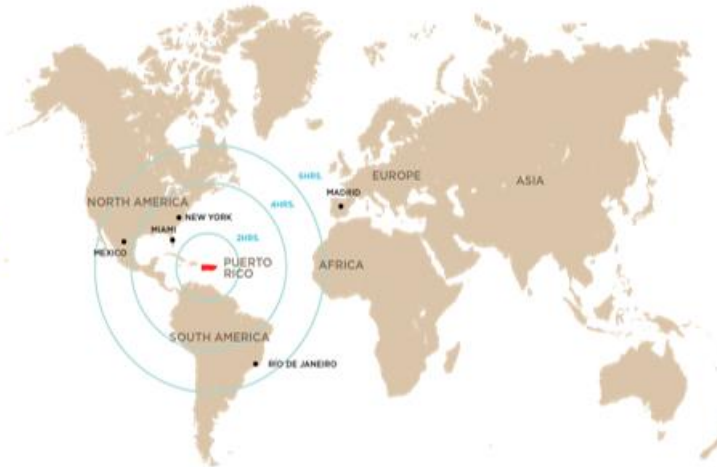 6HRS.
EUROPE
ASIA
MADRID
4HRS.
NORTH AMERICA
NEW YORK
MIAMI
2HRS.
MEXICO
PUERTO
RICO
AFRICA
SOUTH AMERICA
RIO DE JANEIRO